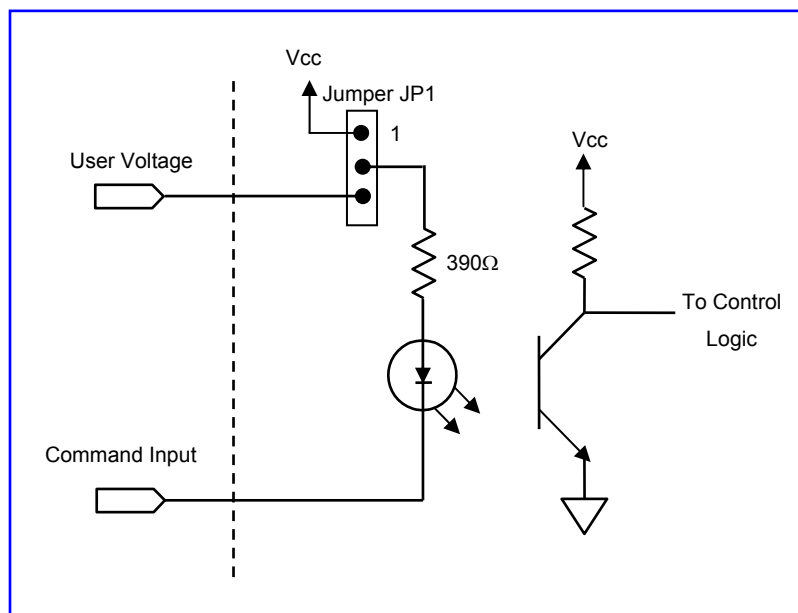 Vcc
Jumper JP1
1
User Voltage
Vcc
390Ω
To Control
Logic
Command Input